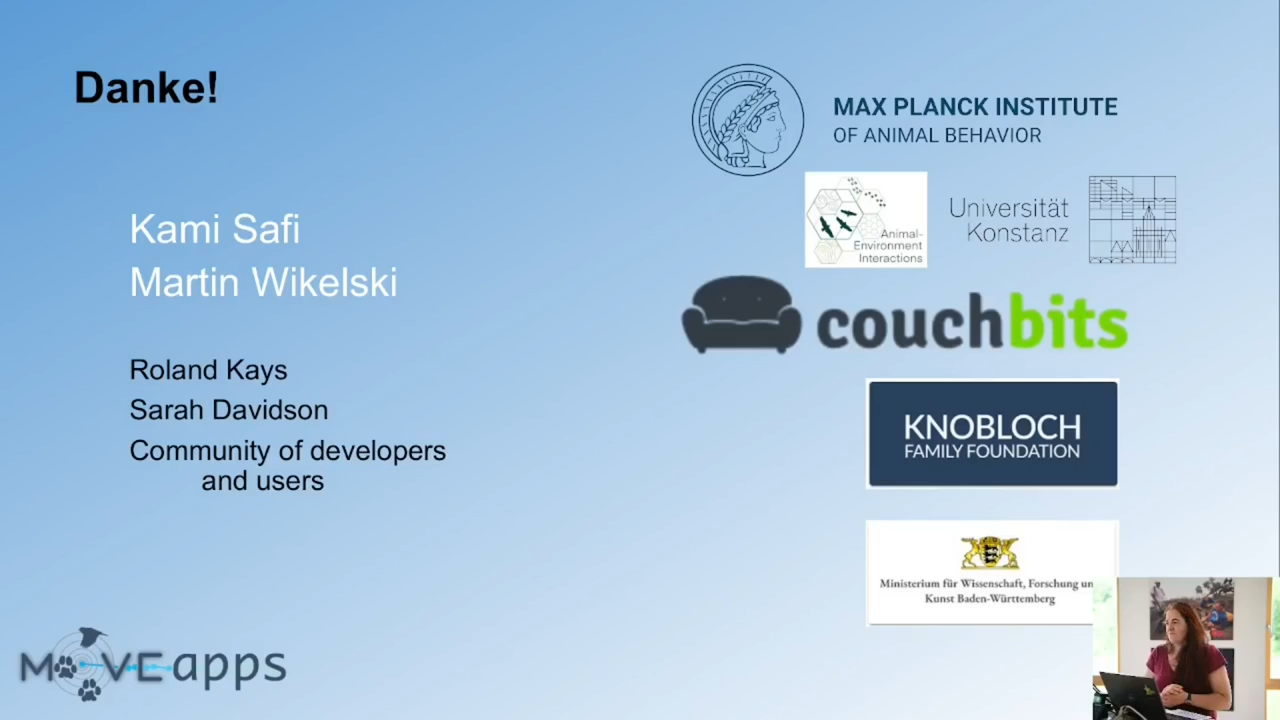 Danke!
Kami Safi
Martin Wikelski
Roland Kays
Sarah Davidson
Community of developers
and users
MAX PLANCK INSTITUTE
OF ANIMAL BEHAVIOR
Animal-
Environment
Interactions
Universität
Konstanz
couchbits
KNOBLOCH
FAMILY FOUNDATION
Ministerium für Wissenschaft, Forschung un
Kunst Baden-Württemberg
MOVEapps